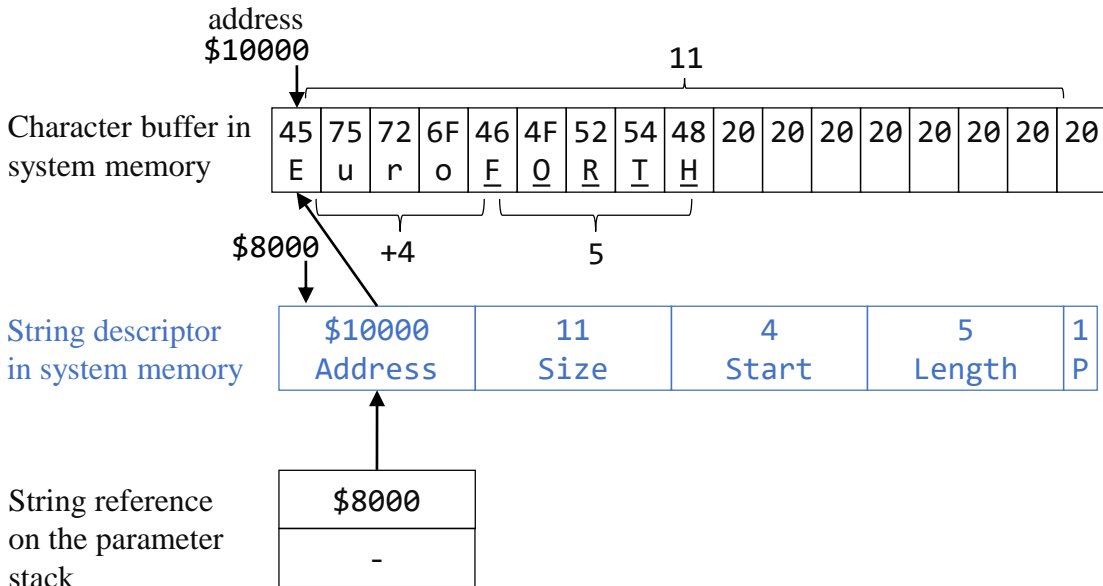 address
$10000
11
Character buffer in
system memory
45 75 72 6F 46 4F 52 54 48 20 20 20 20 20 20 20 20
E u r o F O R T H
+4
5
$8000
String descriptor
in system memory
$10000 11 4 5 1
Address Size Start Length P
String reference
on the parameter
stack
$8000
-